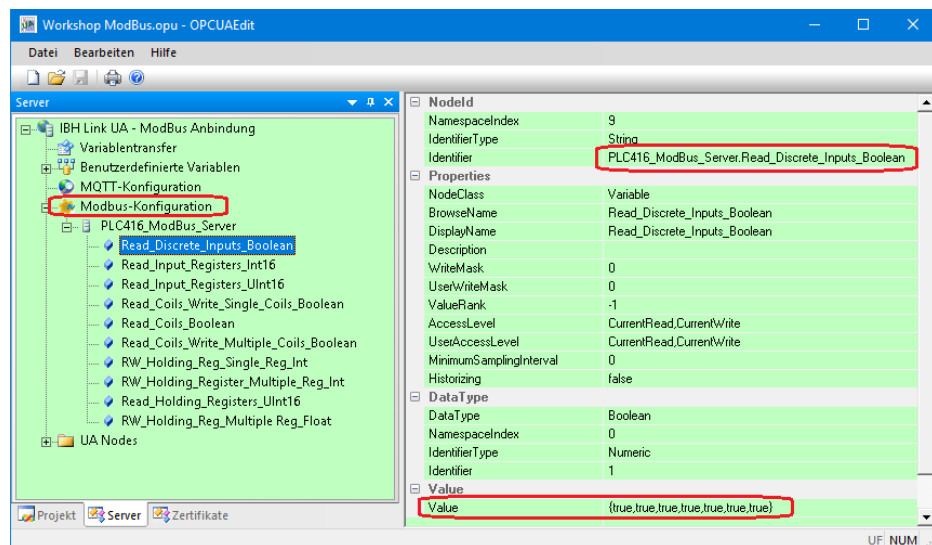 Workshop ModBus.opu - OPCUAEdit
Datei Bearbeiten Hilfe
Server
IBH Link UA - ModBus Anbindung
Variablentransfer
Benutzerdefinierte Variablen
MQTT-Konfiguration
Modbus-Konfiguration
PLC416_ModBus_Server
Read_Discrete_Inputs_Boolean
Read_Input_Registers_Int16
Read_Input_Registers_UInt16
Read_Coils_Write_Single_Coils_Boolean
Read_Coils_Boolean
Read_Coils_Write_Multiple_Coils_Boolean
RW_Holding_Reg_Single_Reg_Int
RW_Holding_Register_Multiple_Reg_Int
Read_Holding_Registers_UInt16
RW_Holding_Reg_Multiple Reg_Float
UA Nodes
Projekt Server Zertifikate
NodeId
NamespaceIndex 9
IdentifierType String
Identifier PLC416_ModBus_Server.Read_Discrete_Inputs_Boolean
Properties
NodeClass Variable
BrowseName Read_Discrete_Inputs_Boolean
DisplayName Read_Discrete_Inputs_Boolean
Description
WriteMask 0
UserWriteMask 0
ValueRank -1
AccessLevel CurrentRead,CurrentWrite
UserAccessLevel CurrentRead,CurrentWrite
MinimumSamplingInterval 0
Historizing false
DataType
DataType Boolean
NamespaceIndex 0
IdentifierType Numeric
Identifier 1
Value
Value {true,true,true,true,true,true,true,true}
UF NUM